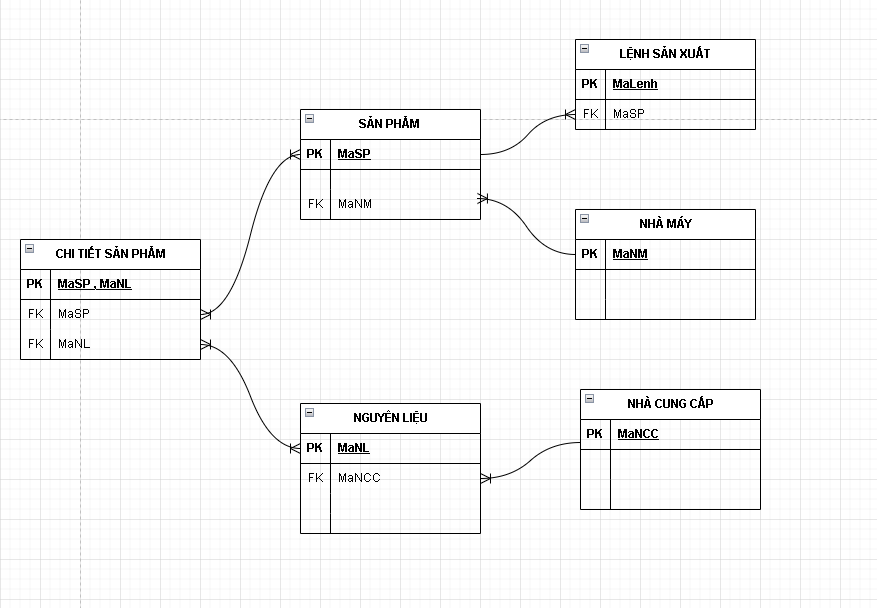 LỆNH SẢN XUẤT
PK MaLenh
FK MaSP
SẢN PHẨM
PK MaSP
FK MaNM
NHÀ MÁY
PK MaNM
CHI TIẾT SẢN PHẨM
PK MaSP , MaNL
FK MaSP
FK MaNL
NGUYÊN LIỆU
PK MaNL
FK MaNCC
NHÀ CUNG CẤP
PK MaNCC